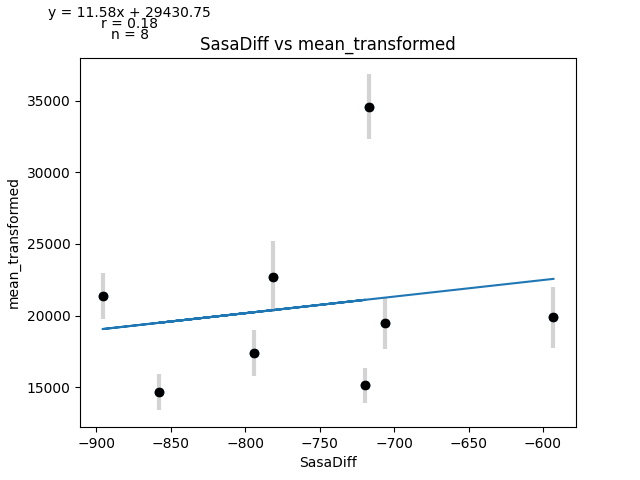 y = 11.58x + 29430.75
r = 0.18
n = 8
SasaDiff vs mean_transformed
35000
30000
25000
20000
15000
mean_transformed
−900
−850
−800
−750
−700
−650
−600
SasaDiff